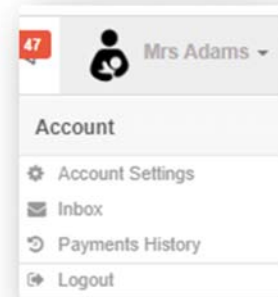 47
Mrs Adams
Account
Account Settings
Inbox
Payments History
Logout